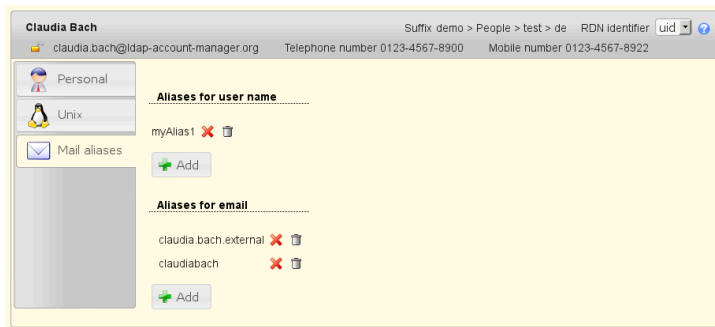 Claudia Bach Suffix demo > People > test > de RDN identifier uid
claudia.bach@ldap-account-manager.org Telephone number 0123-4567-8900 Mobile number 0123-4567-8922
Personal
Unix
Mail aliases
Aliases for user name
myAlias1
Add
Aliases for email
claudia.bach.external
claudiabach
Add